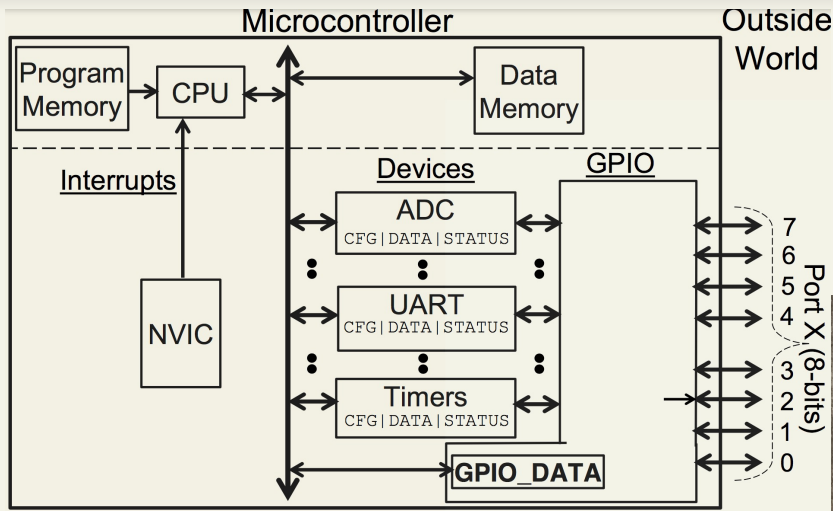 Microcontroller
Outside
World
Program
Memory
CPU
Data
Memory
Interrupts
Devices
GPIO
ADC
CFG|DATA|STATUS
UART
CFG|DATA|STATUS
Timers
CFG|DATA|STATUS
NVIC
GPIO_DATA
7
6
5
4
3
2
1
0
Port X (8-bits)